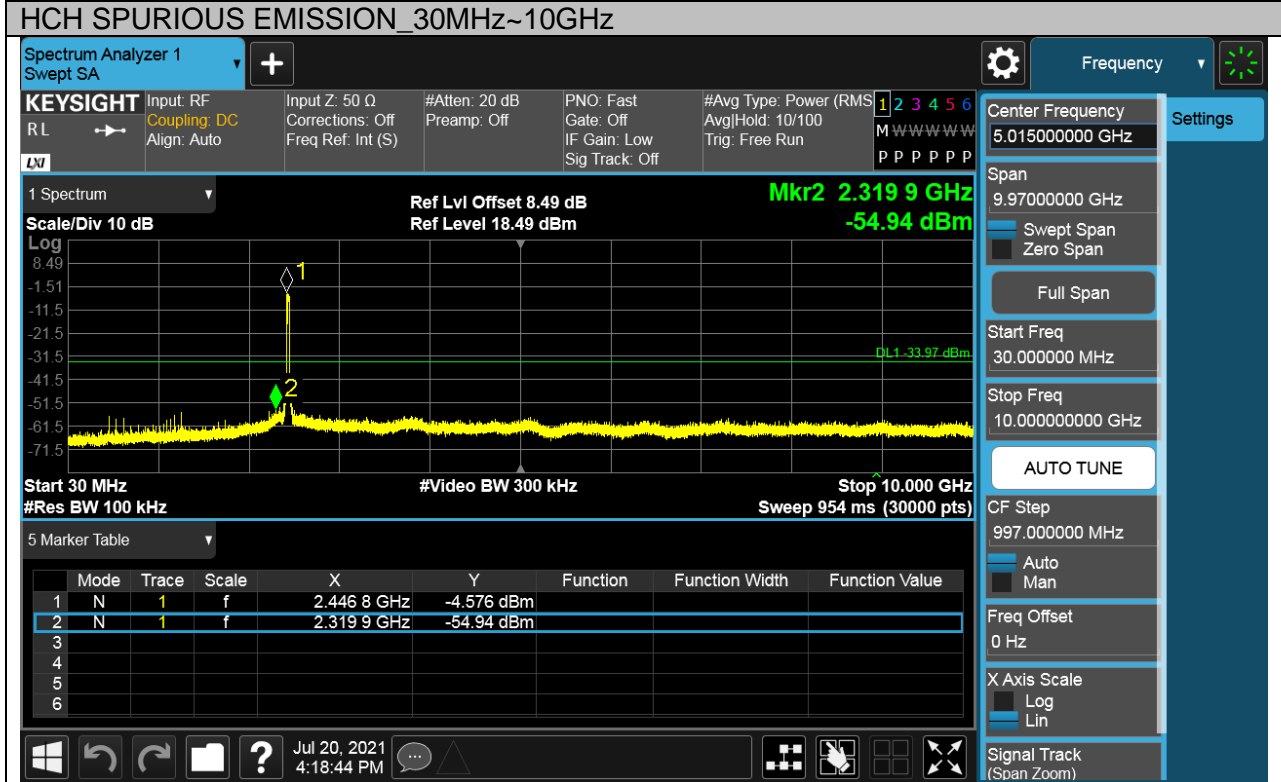 HCH SPURIOUS EMISSION_30MHz~10GHz
Spectrum Analyzer 1
Swept SA
Frequency
KEYSIGHT
RL
LXI
Input: RF
Coupling: DC
Align: Auto
Input Z: 50 Ω
Corrections: Off
Freq Ref: Int (S)
#Atten: 20 dB
Preamp: Off
PNO: Fast
Gate: Off
IF Gain: Low
Sig Track: Off
#Avg Type: Power (RMS
Avg|Hold: 10/100
Trig: Free Run
1 2 3 4 5 6
M W W W W W
P P P P P P
1 Spectrum
Scale/Div 10 dB
Ref Lvl Offset 8.49 dB
Ref Level 18.49 dBm
Mkr2 2.319 9 GHz
-54.94 dBm
Log
8.49
-1.51
-11.5
-21.5
-31.5
-41.5
-51.5
-61.5
-71.5
1
2
DL1 -33.97 dBm
Start 30 MHz
#Res BW 100 kHz
#Video BW 300 kHz
Stop 10.000 GHz
Sweep 954 ms (30000 pts)
5 Marker Table
Mode Trace Scale X Y Function Function Width Function Value
1 N 1 f 2.446 8 GHz -4.576 dBm
2 N 1 f 2.319 9 GHz -54.94 dBm
3
4
5
6
Jul 20, 2021
4:18:44 PM
Center Frequency
5.015000000 GHz
Settings
Span
9.97000000 GHz
Swept Span
Zero Span
Full Span
Start Freq
30.000000 MHz
Stop Freq
10.000000000 GHz
AUTO TUNE
CF Step
997.000000 MHz
Auto
Man
Freq Offset
0 Hz
X Axis Scale
Log
Lin
Signal Track
(Span Zoom)